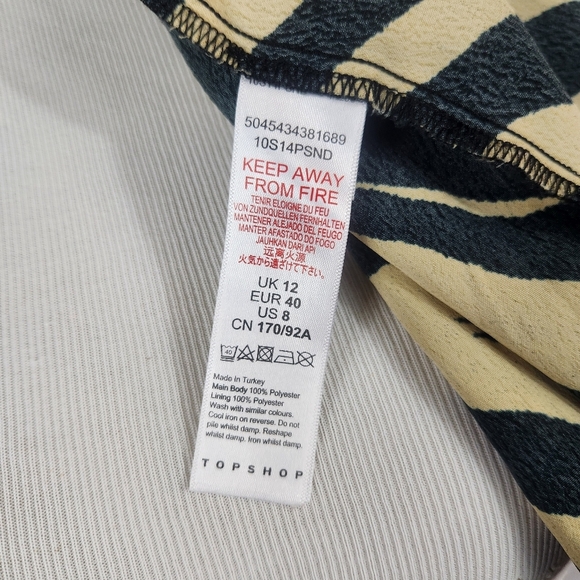 5045434381689
10S14PSND
KEEP AWAY
FROM FIRE
TENIR ELOIGNE DU FEU
VON ZUNDQUELLEN FERNHALTEN
MANTENER ALEJADO DEL FEUGO
MANTER AFASTADO DO FOGO
JAUHKAN DARI API
远离火源
火気から遠ざけて下さい。
UK 12
EUR 40
US 8
CN 170/92A
40
Made in Turkey
Main Body 100% Polyester
Lining 100% Polyester
Wash with similar colours.
Cool iron on reverse. Do not
pile whilst damp. Reshape
whilst damp. Iron whilst damp.
TOPSHOP